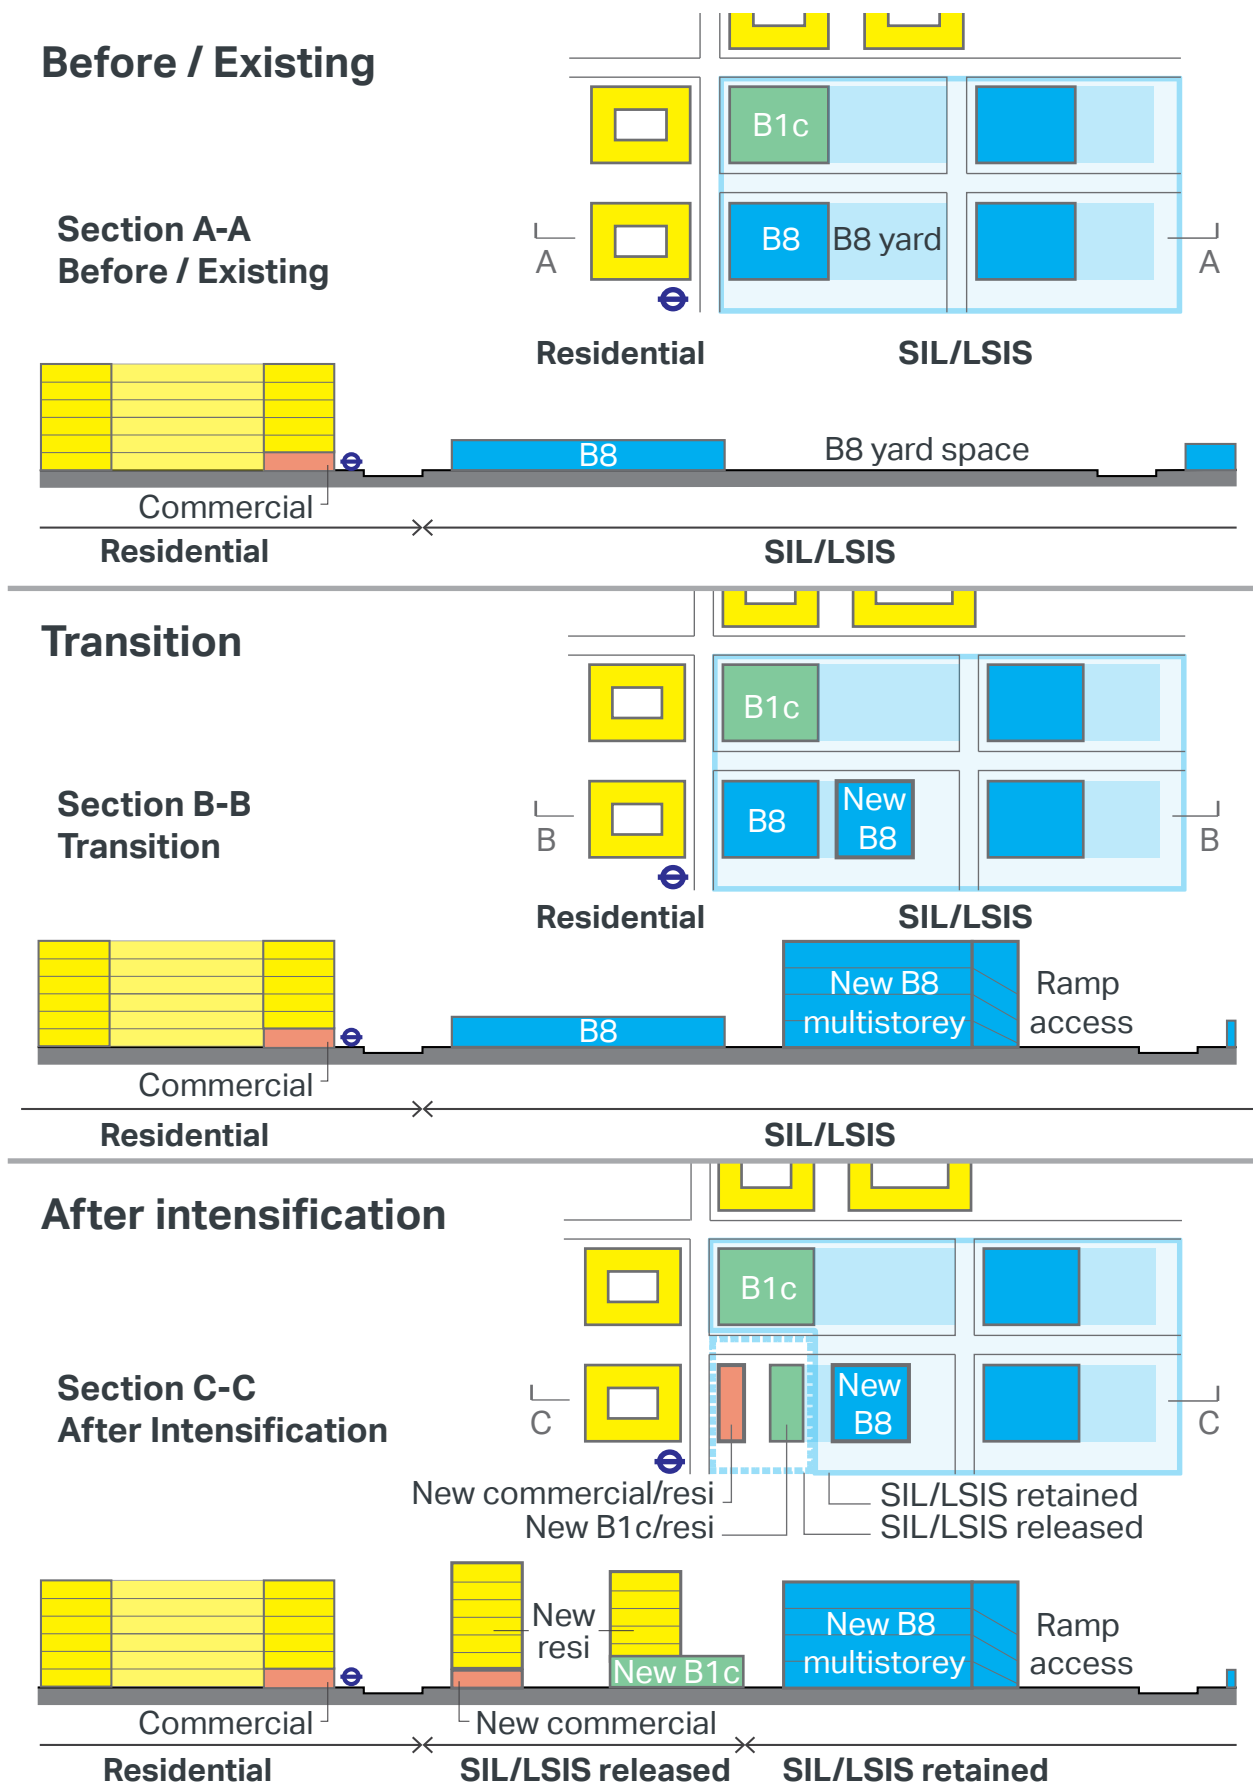 Before / Existing
B1c
Section A-A
Before / Existing
A
B8
B8 yard
A
Residential
SIL/LSIS
B8
B8 yard space
Commercial
Residential
SIL/LSIS
Transition
B1c
Section B-B
Transition
B
B8
New
B8
B
Residential
SIL/LSIS
B8
New B8
multistorey
Ramp
access
Commercial
Residential
SIL/LSIS
After intensification
B1c
Section C-C
After Intensification
C
New
B8
C
New commercial/resi
SIL/LSIS retained
New B1c/resi
SIL/LSIS released
New
resi
New B1c
New B8
multistorey
Ramp
access
Commercial
New commercial
Residential
SIL/LSIS released
SIL/LSIS retained